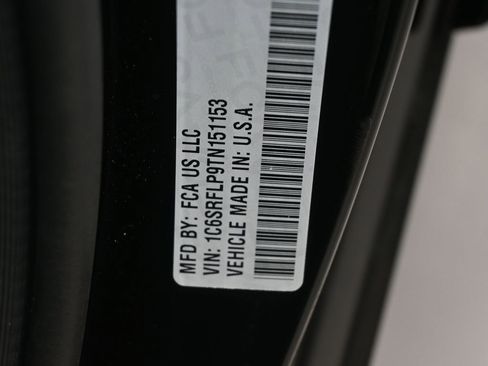 MFD BY: FCA US LLC
VIN: 1C6SRFLP9TN151153
VEHICLE MADE IN: U.S.A.